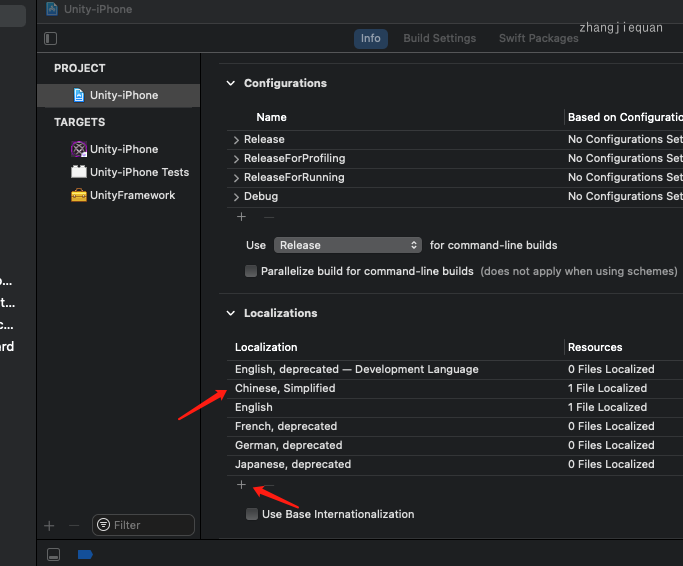 Unity-iPhone
zhangjiequan
Info Build Settings Swift Packages
PROJECT
Unity-iPhone
TARGETS
Unity-iPhone
Unity-iPhone Tests
UnityFramework
o...
t...
c...
rd
Filter
Configurations
Name Based on Configuratio
Release No Configurations Set
ReleaseForProfiling No Configurations Set
ReleaseForRunning No Configurations Set
Debug No Configurations Set
Use Release for command-line builds
Parallelize build for command-line builds (does not apply when using schemes)
Localizations
Localization Resources
English, deprecated — Development Language 0 Files Localized
Chinese, Simplified 1 File Localized
English 1 File Localized
French, deprecated 0 Files Localized
German, deprecated 0 Files Localized
Japanese, deprecated 0 Files Localized
Use Base Internationalization